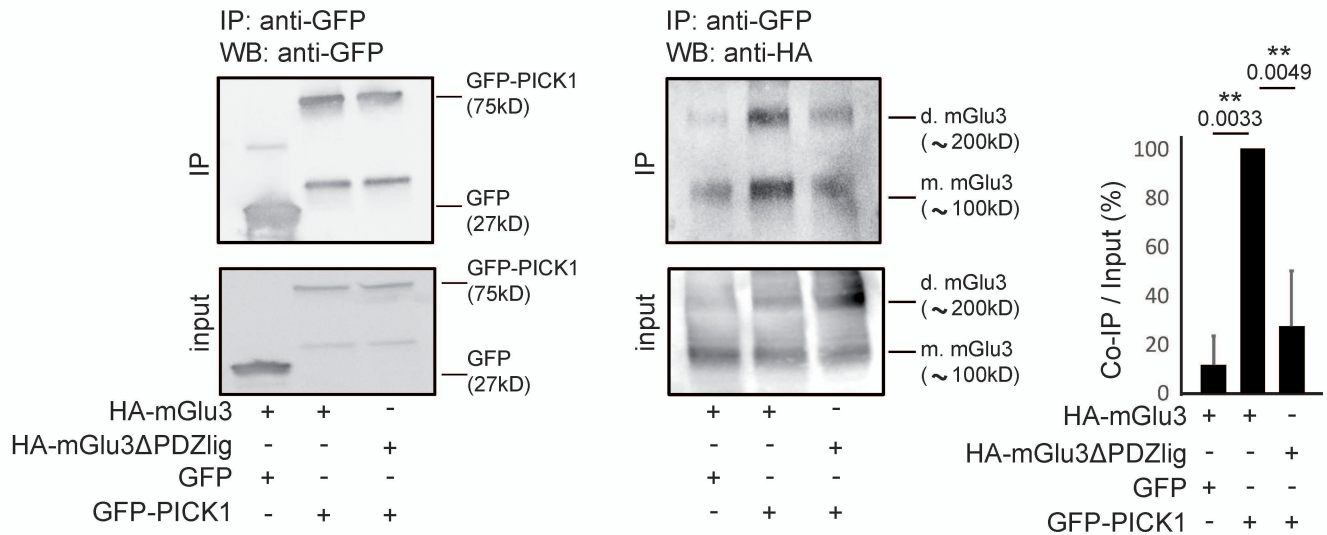 IP: anti-GFP
WB: anti-GFP
IP
GFP-PICK1
(75kD)
GFP
(27kD)
input
GFP-PICK1
(75kD)
GFP
(27kD)
HA-mGlu3 + + -
HA-mGlu3ΔPDZlig - - +
GFP + - -
GFP-PICK1 - + +
IP: anti-GFP
WB: anti-HA
IP
d. mGlu3
(~200kD)
m. mGlu3
(~100kD)
input
d. mGlu3
(~200kD)
m. mGlu3
(~100kD)
+ + -
- - +
+ - -
- + +
**
0.0049
**
0.0033
Co-IP / Input (%)
100
80
60
40
20
0
HA-mGlu3 + + -
HA-mGlu3ΔPDZlig - - +
GFP + - -
GFP-PICK1 - + +